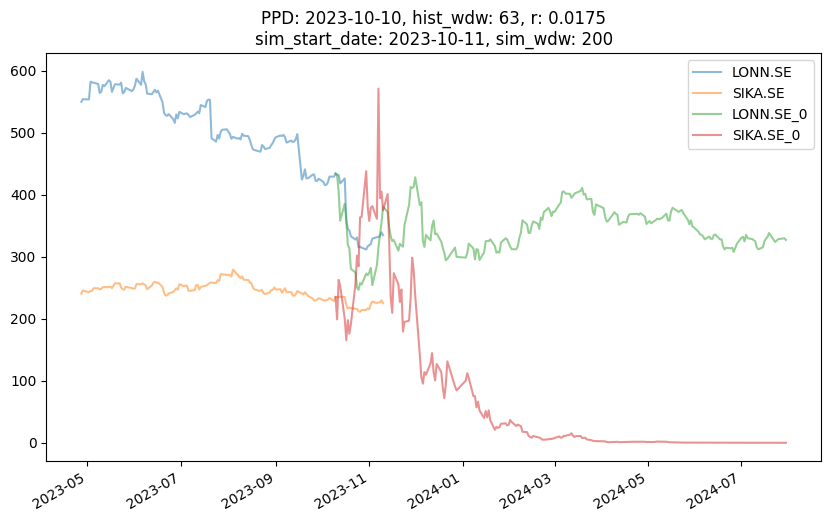 PPD: 2023-10-10, hist_wdw: 63, r: 0.0175
sim_start_date: 2023-10-11, sim_wdw: 200
LONN.SE
SIKA.SE
LONN.SE_0
SIKA.SE_0
600
500
400
300
200
100
0
2023-05
2023-07
2023-09
2023-11
2024-01
2024-03
2024-05
2024-07